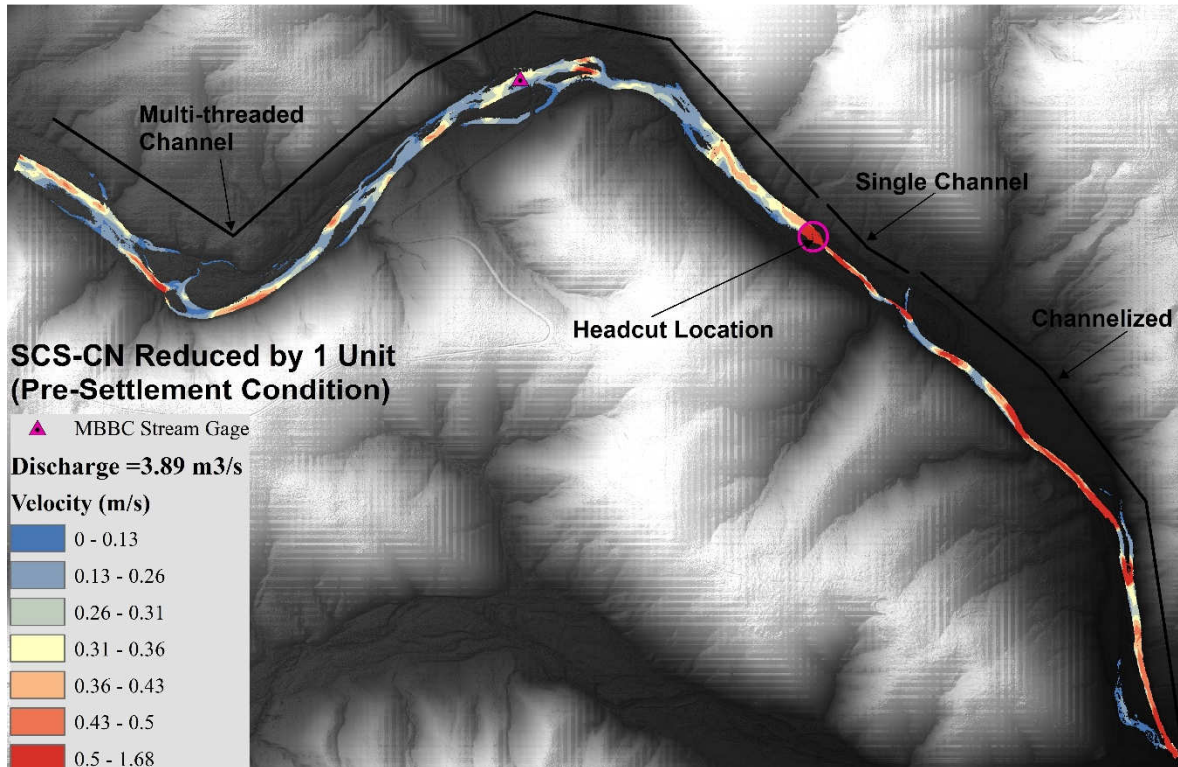 Multi-threaded
Channel
Single Channel
Headcut Location
Channelized
SCS-CN Reduced by 1 Unit
(Pre-Settlement Condition)
MBBC Stream Gage
Discharge =3.89 m3/s
Velocity (m/s)
0 - 0.13
0.13 - 0.26
0.26 - 0.31
0.31 - 0.36
0.36 - 0.43
0.43 - 0.5
0.5 - 1.68